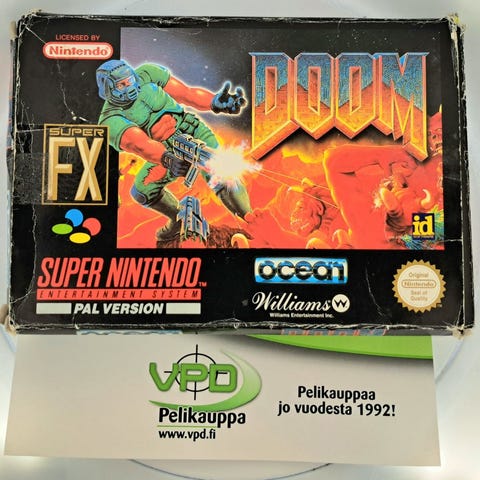 LICENSED BY
Nintendo
DOOM
SUPER
FX
id
SUPER NINTENDO
ENTERTAINMENT SYSTEM
PAL VERSION
ocean
Williams W
Williams Entertainment Inc.
Original
Nintendo
Seal of
Quality
VPD
Pelikauppa
www.vpd.fi
Pelikauppaa
jo vuodesta 1992!